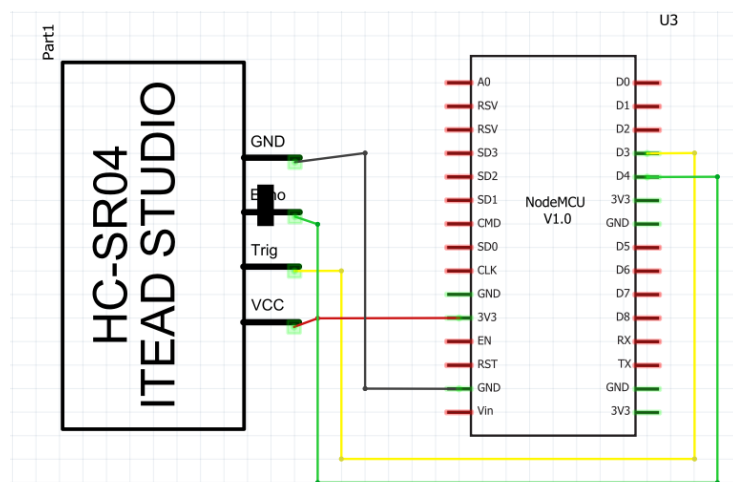 Part1
HC-SR04
ITEAD STUDIO
GND
Trig
VCC
U3
NodeMCU
V1.0
A0
RSV
RSV
SD3
SD2
SD1
CMD
SD0
CLK
GND
3V3
EN
RST
GND
Vin
D0
D1
D2
D3
D4
3V3
GND
D5
D6
D7
D8
RX
TX
GND
3V3